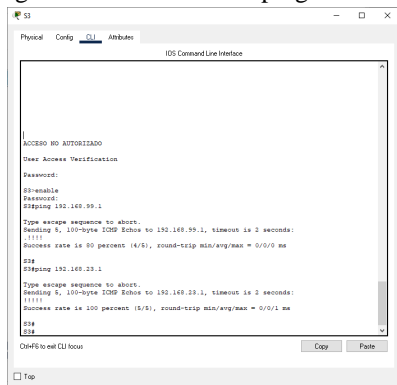 S3
Physical Config CLI Attributes
IOS Command Line Interface
ACCESO NO AUTORIZADO
User Access Verification
Password:
S3>enable
Password:
S3#ping 192.168.99.1
Type escape sequence to abort.
Sending 5, 100-byte ICMP Echos to 192.168.99.1, timeout is 2 seconds:
.!!!!
Success rate is 80 percent (4/5), round-trip min/avg/max = 0/0/0 ms
S3#
S3#ping 192.168.23.1
Type escape sequence to abort.
Sending 5, 100-byte ICMP Echos to 192.168.23.1, timeout is 2 seconds:
!!!!!
Success rate is 100 percent (5/5), round-trip min/avg/max = 0/0/1 ms
S3#
S3#
Ctrl+F6 to exit CLI focus
Copy Paste
Top